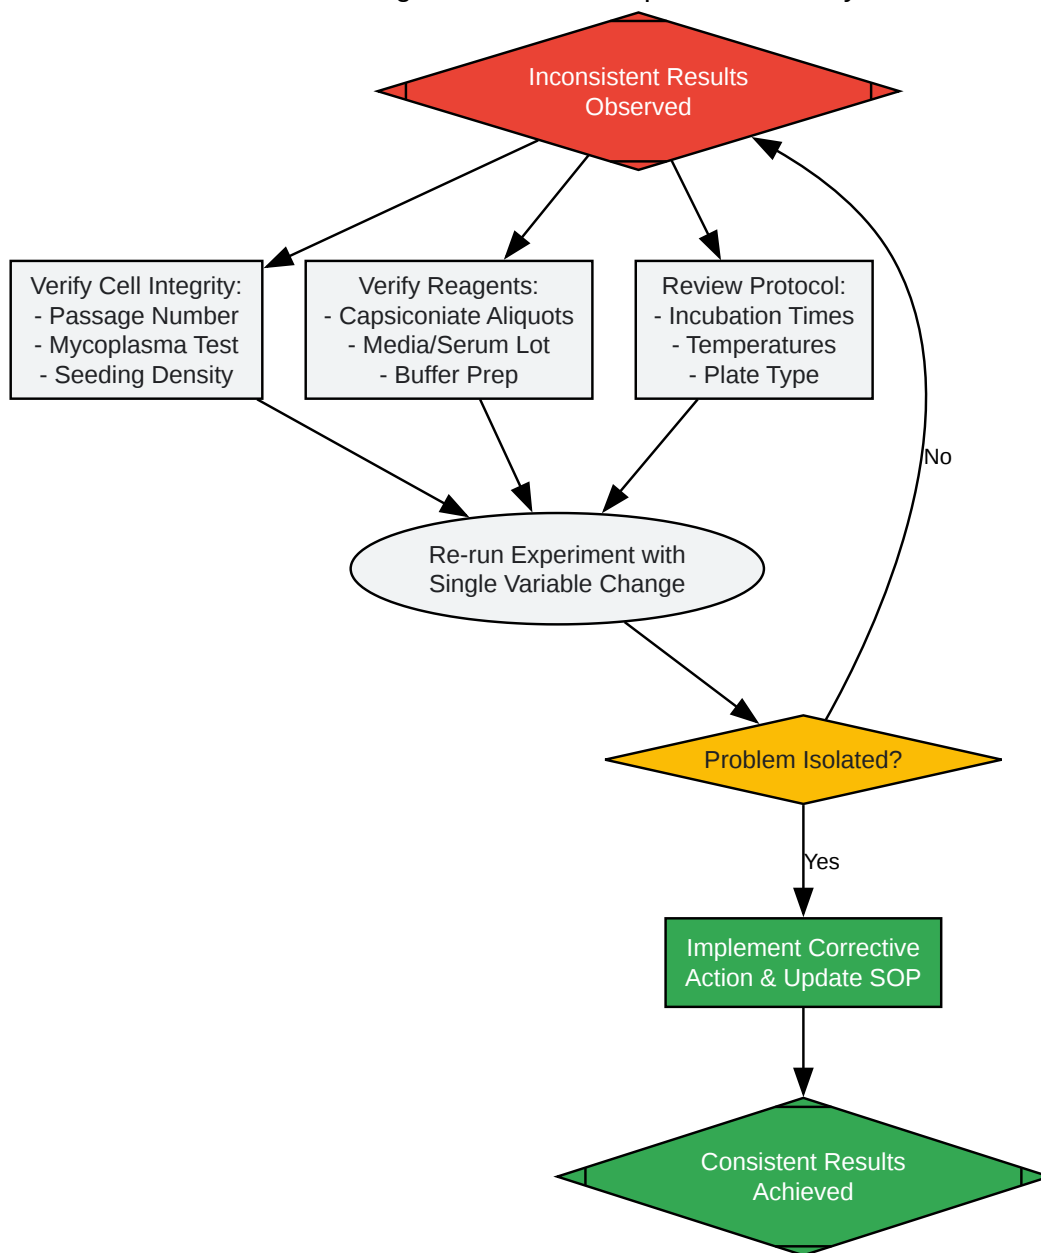 Inconsistent Results
Observed
Verify Cell Integrity:
- Passage Number
- Mycoplasma Test
- Seeding Density
Verify Reagents:
- Capsiconiate Aliquots
- Media/Serum Lot
- Buffer Prep
Review Protocol:
- Incubation Times
- Temperatures
- Plate Type
No
Re-run Experiment with
Single Variable Change
Problem Isolated?
Yes
Implement Corrective
Action & Update SOP
Consistent Results
Achieved